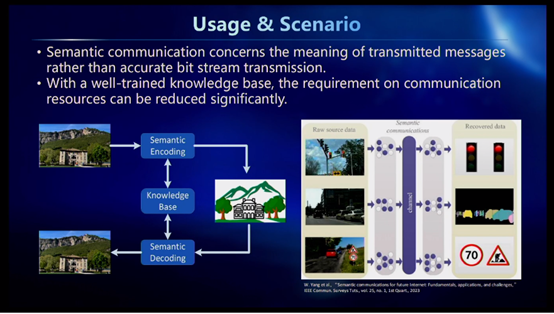 Usage & Scenario
• Semantic communication concerns the meaning of transmitted messages
rather than accurate bit stream transmission.
• With a well-trained knowledge base, the requirement on communication
resources can be reduced significantly.
Semantic
Encoding
Knowledge
Base
Semantic
Decoding
Raw source data
Semantic
communications
Recovered data
channel
70
W. Yang et al., "Semantic communications for future Internet: Fundamentals, applications, and challenges,"
IEEE Commun. Surveys Tuts., vol. 25, no. 1, 1st Quart., 2023